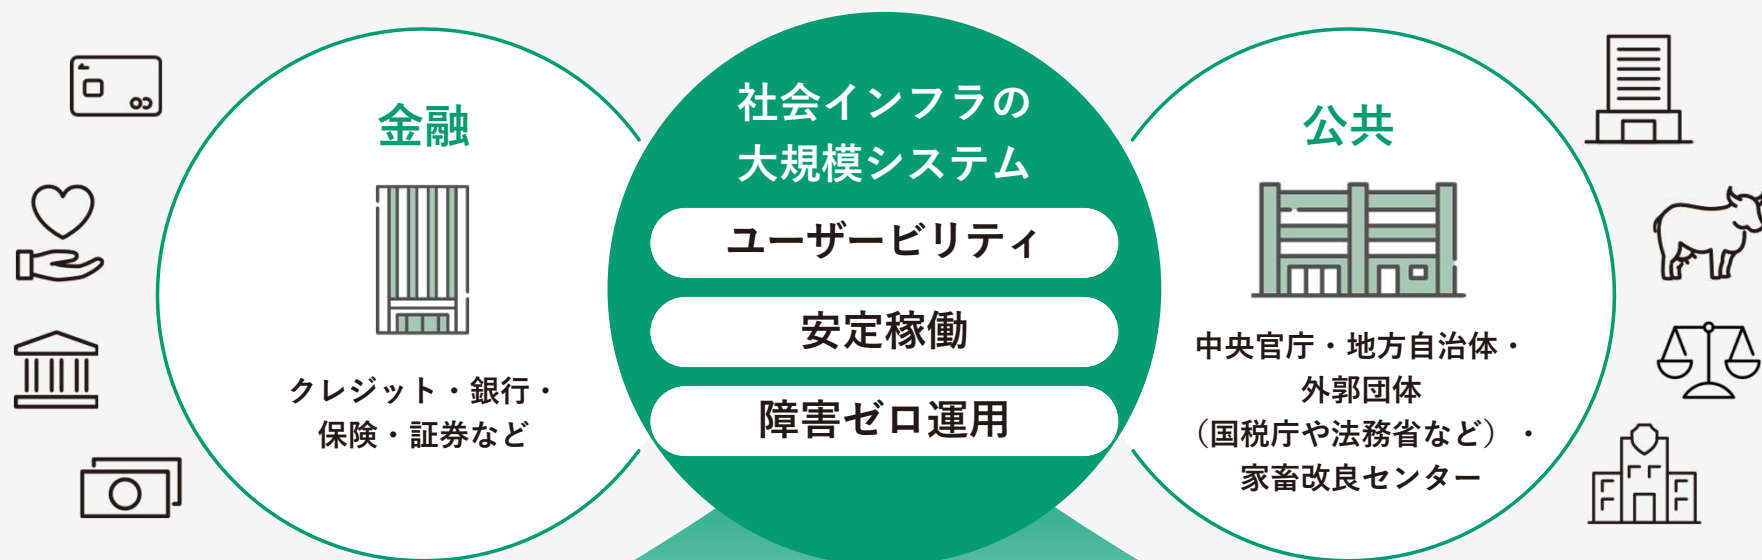 金融
クレジット・銀行・
保険・証券など
社会インフラの
大規模システム
ユーザービリティ
安定稼働
障害ゼロ運用
公共
中央官庁・地方自治体・
外郭団体
（国税庁や法務省など）・
家畜改良センター